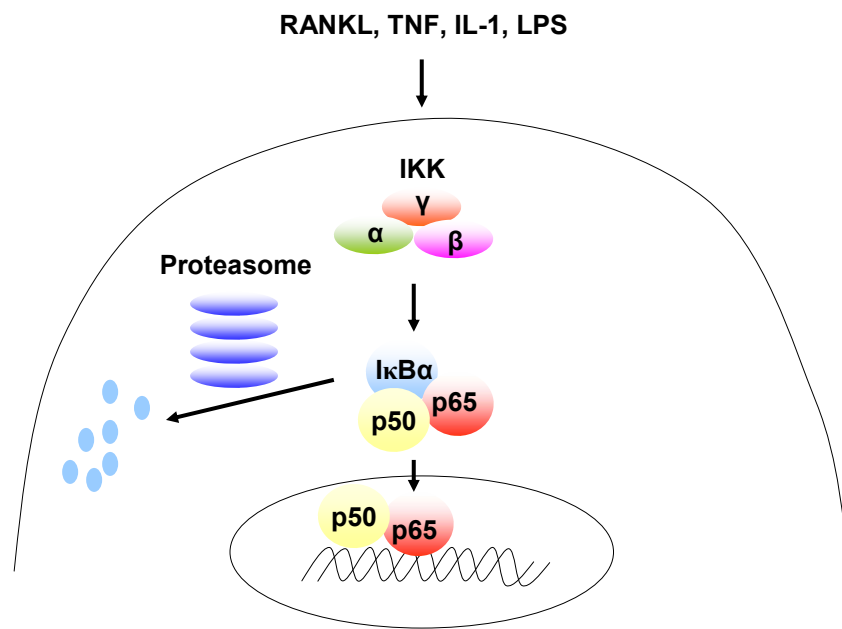 RANKL, TNF, IL-1, LPS
IKK
γ
α
β
Proteasome
IκBα
p50
p65
p50
p65